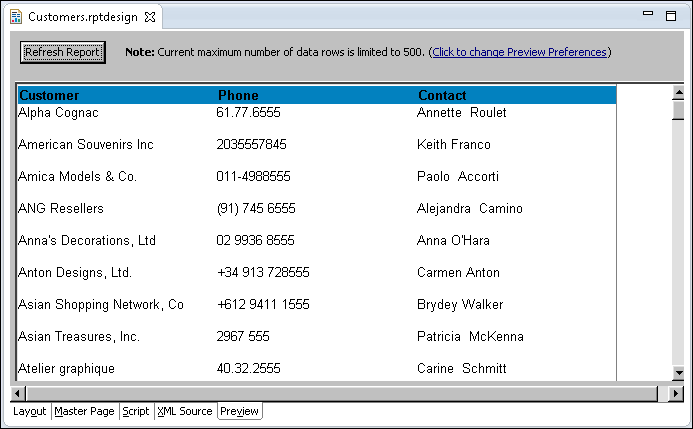 Customers.rptdesign
Refresh Report Note: Current maximum number of data rows is limited to 500. (Click to change Preview Preferences)
Customer Phone Contact
Alpha Cognac 61.77.6555 Annette Roulet
American Souvenirs Inc 2035557845 Keith Franco
Amica Models & Co. 011-4988555 Paolo Accorti
ANG Resellers (91) 745 6555 Alejandra Camino
Anna's Decorations, Ltd 02 9936 8555 Anna O'Hara
Anton Designs, Ltd. +34 913 728555 Carmen Anton
Asian Shopping Network, Co +612 9411 1555 Brydey Walker
Asian Treasures, Inc. 2967 555 Patricia McKenna
Atelier graphique 40.32.2555 Carine Schmitt
Layout Master Page Script XML Source Preview